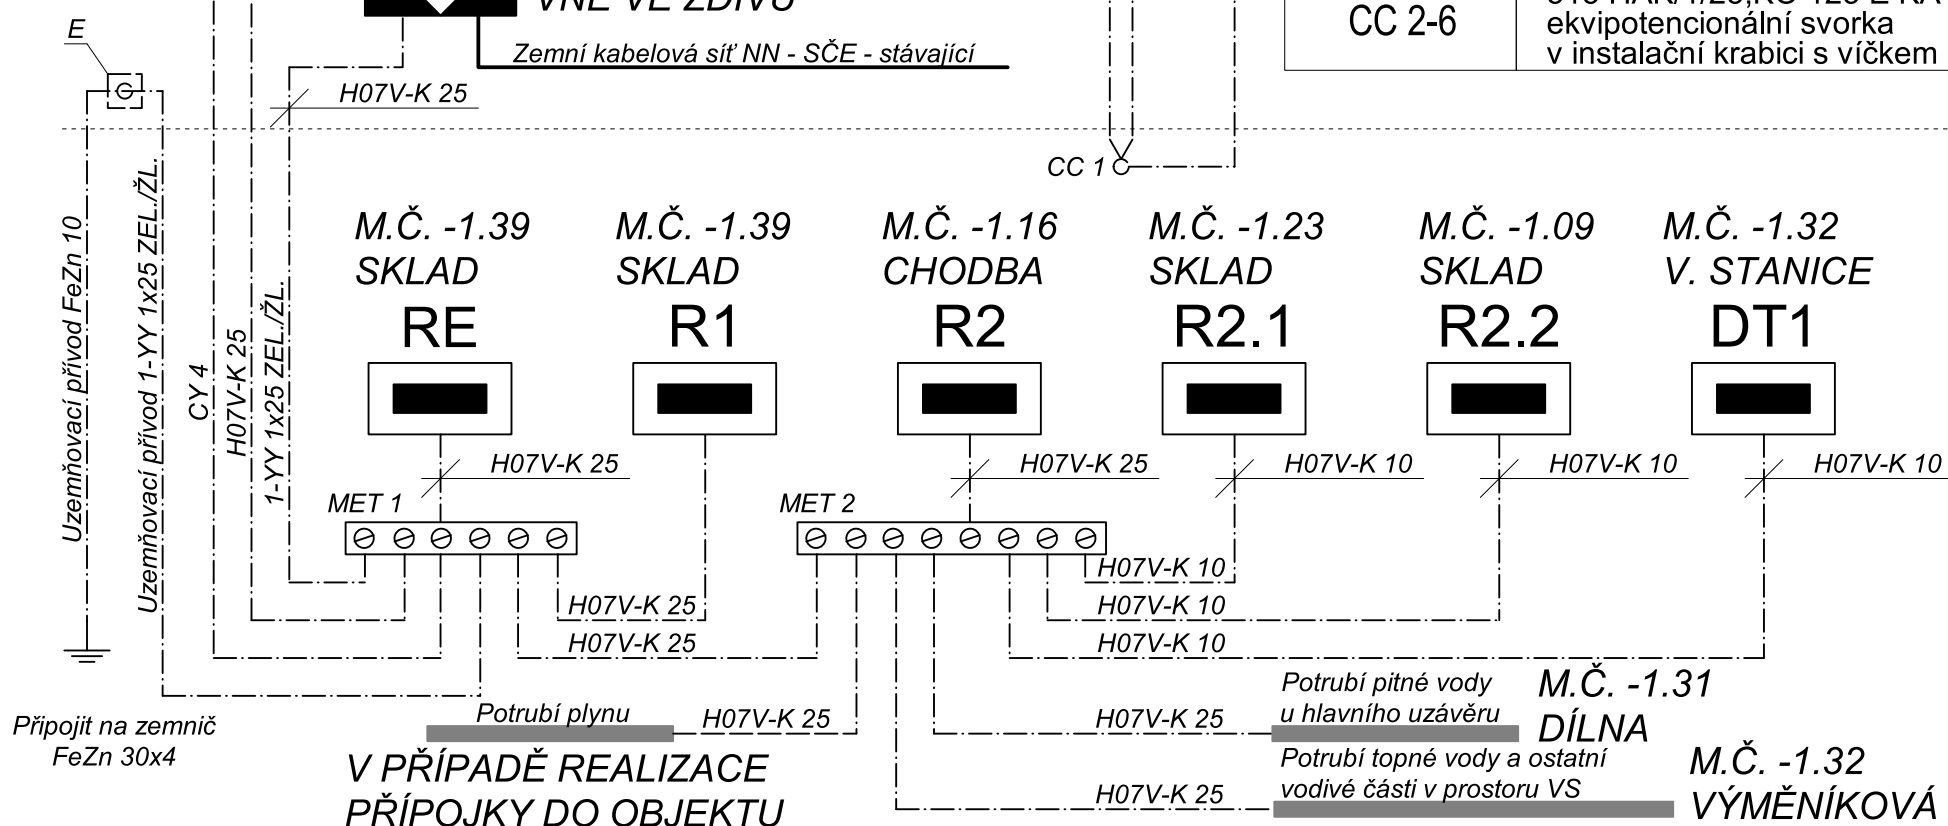 VNĚ VE ZDIVU
Zemní kabelová síť NN - SČE - stávající
CC 2-6
ekvipotencionální svorka
v instalační krabici s víčkem
E
H07V-K 25
CC 1
Uzemňovací přívod FeZn 10
Uzemňovací přívod 1-YY 1x25 ZEL./ŽL.
CY 4
H07V-K 25
1-YY 1x25 ZEL./ŽL.
M.Č. -1.39
SKLAD
RE
M.Č. -1.39
SKLAD
R1
M.Č. -1.16
CHODBA
R2
M.Č. -1.23
SKLAD
R2.1
M.Č. -1.09
SKLAD
R2.2
M.Č. -1.32
V. STANICE
DT1
H07V-K 25
H07V-K 25
H07V-K 10
H07V-K 10
H07V-K 10
MET 1
MET 2
H07V-K 10
H07V-K 25
H07V-K 10
H07V-K 25
H07V-K 10
Připojit na zemnič
FeZn 30x4
Potrubí plynu
H07V-K 25
V PŘÍPADĚ REALIZACE
PŘÍPOJKY DO OBJEKTU
H07V-K 25
Potrubí pitné vody
u hlavního uzávěru
M.Č. -1.31
DÍLNA
H07V-K 25
Potrubí topné vody a ostatní
vodivé části v prostoru VS
M.Č. -1.32
VÝMĚNÍKOVÁ